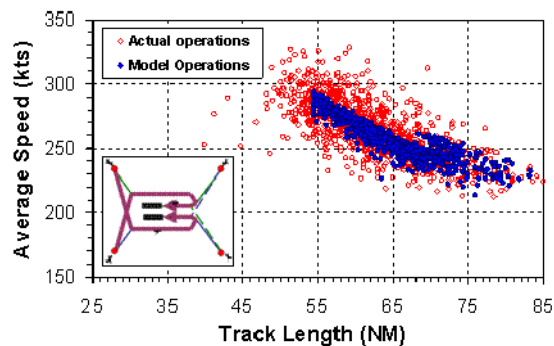 Actual operations
Model Operations
Average Speed (kts)
350
300
250
200
150
25 35 45 55 65 75 85
Track Length (NM)